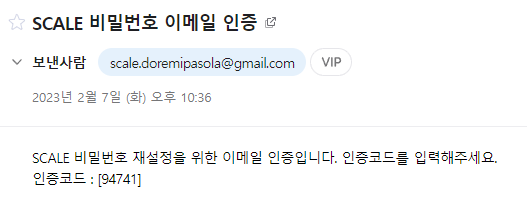 SCALE 비밀번호 이메일 인증
보낸사람 scale.doremipasola@gmail.com VIP
2023년 2월 7일 (화) 오후 10:36
SCALE 비밀번호 재설정을 위한 이메일 인증입니다. 인증코드를 입력해주세요.
인증코드 : [94741]